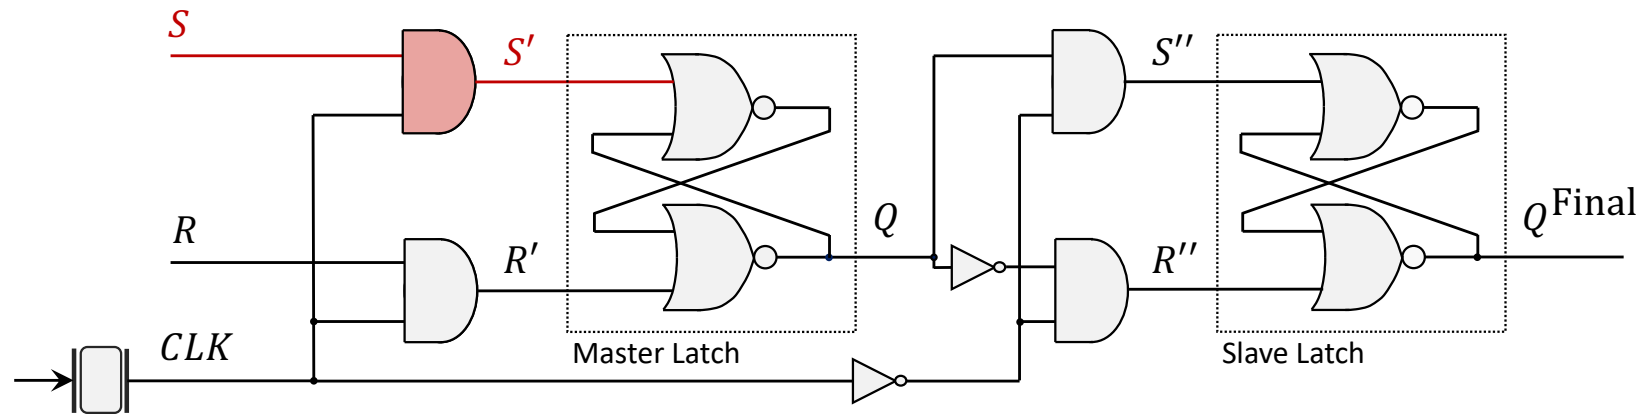 S
S′
S′′
R
R′
Q
R′′
Q^Final
CLK
Master Latch
Slave Latch